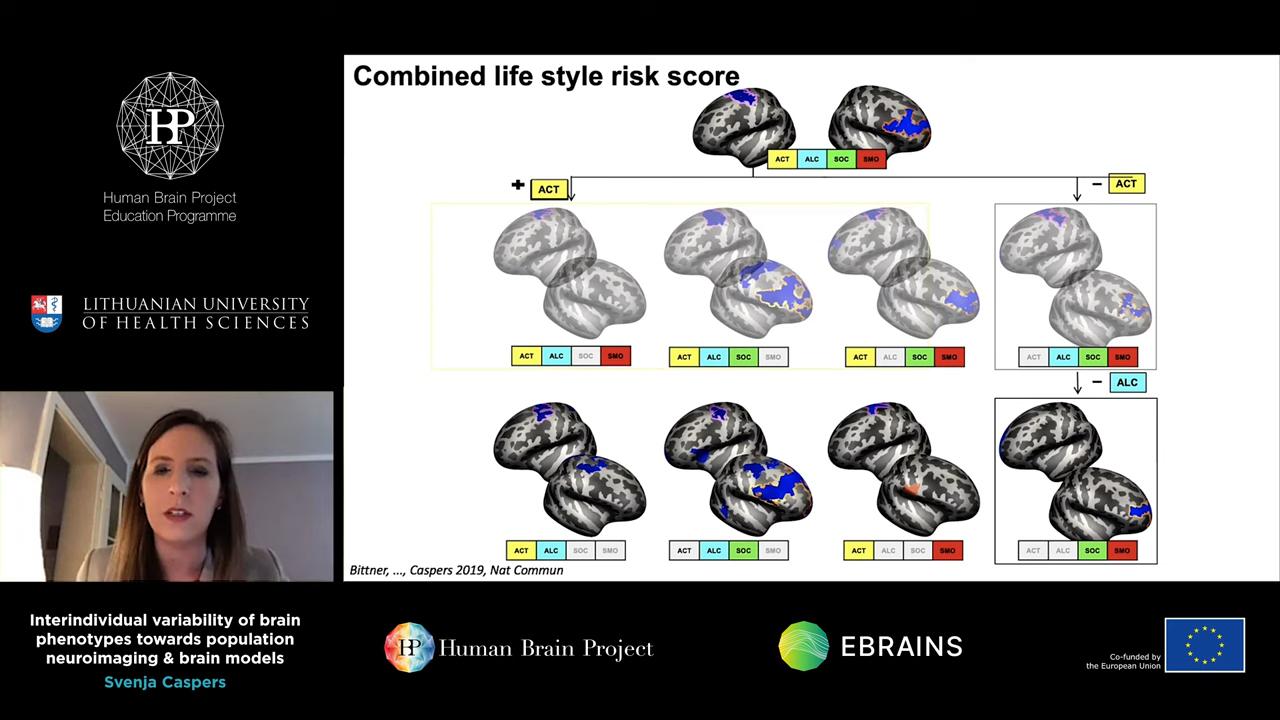 HP
Human Brain Project
Education Programme
LITHUANIAN UNIVERSITY
OF HEALTH SCIENCES
Combined life style risk score
ACT ALC SOC SMO
+ ACT
− ACT
ACT ALC SOC SMO
ACT ALC SOC SMO
ACT ALC SOC SMO
ACT ALC SOC SMO
− ALC
ACT ALC SOC SMO
ACT ALC SOC SMO
ACT ALC SOC SMO
ACT ALC SOC SMO
Bittner, ..., Caspers 2019, Nat Commun
Interindividual variability of brain
phenotypes towards population
neuroimaging & brain models
Svenja Caspers
HP Human Brain Project
EBRAINS
Co-funded by
the European Union